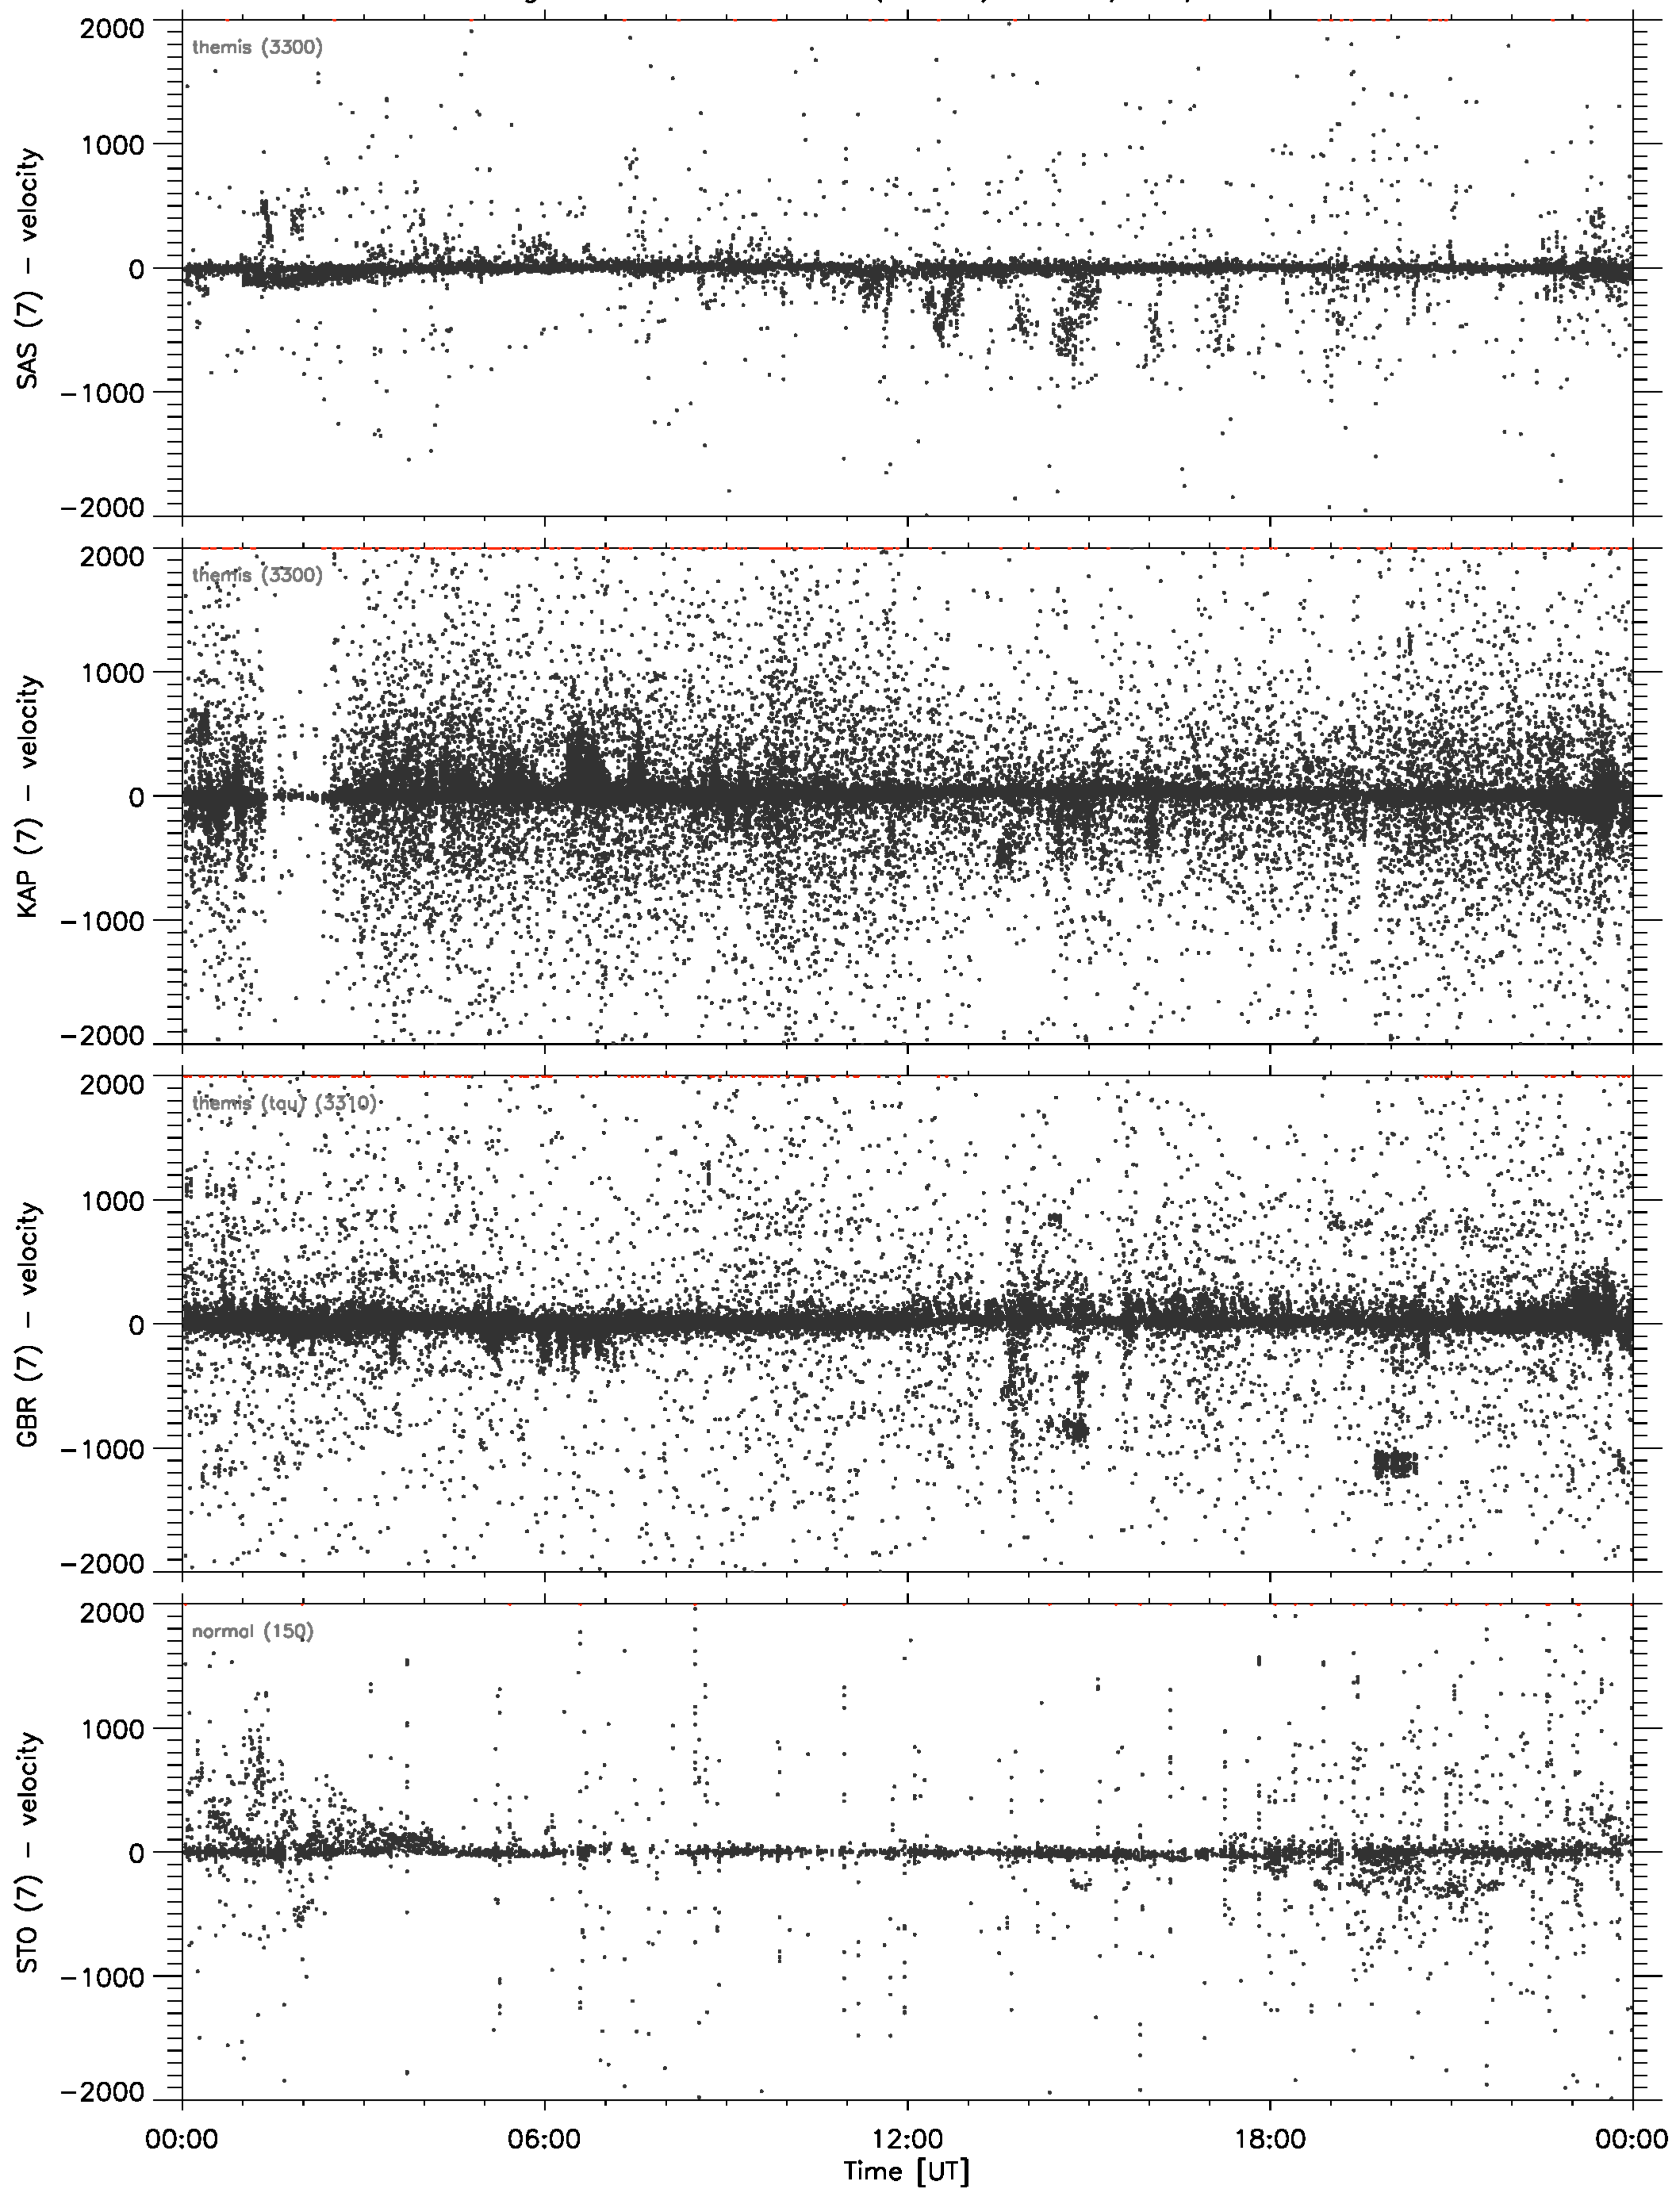 2000
themis (3300)
1000
0
−1000
−2000
SAS (7) − velocity
2000
themis (3300)
1000
0
−1000
−2000
KAP (7) − velocity
2000
themis (tau) (3310)
1000
0
−1000
−2000
GBR (7) − velocity
2000
normal (150)
1000
0
−1000
−2000
STO (7) − velocity
00:00 06:00 12:00 18:00 00:00
Time [UT]